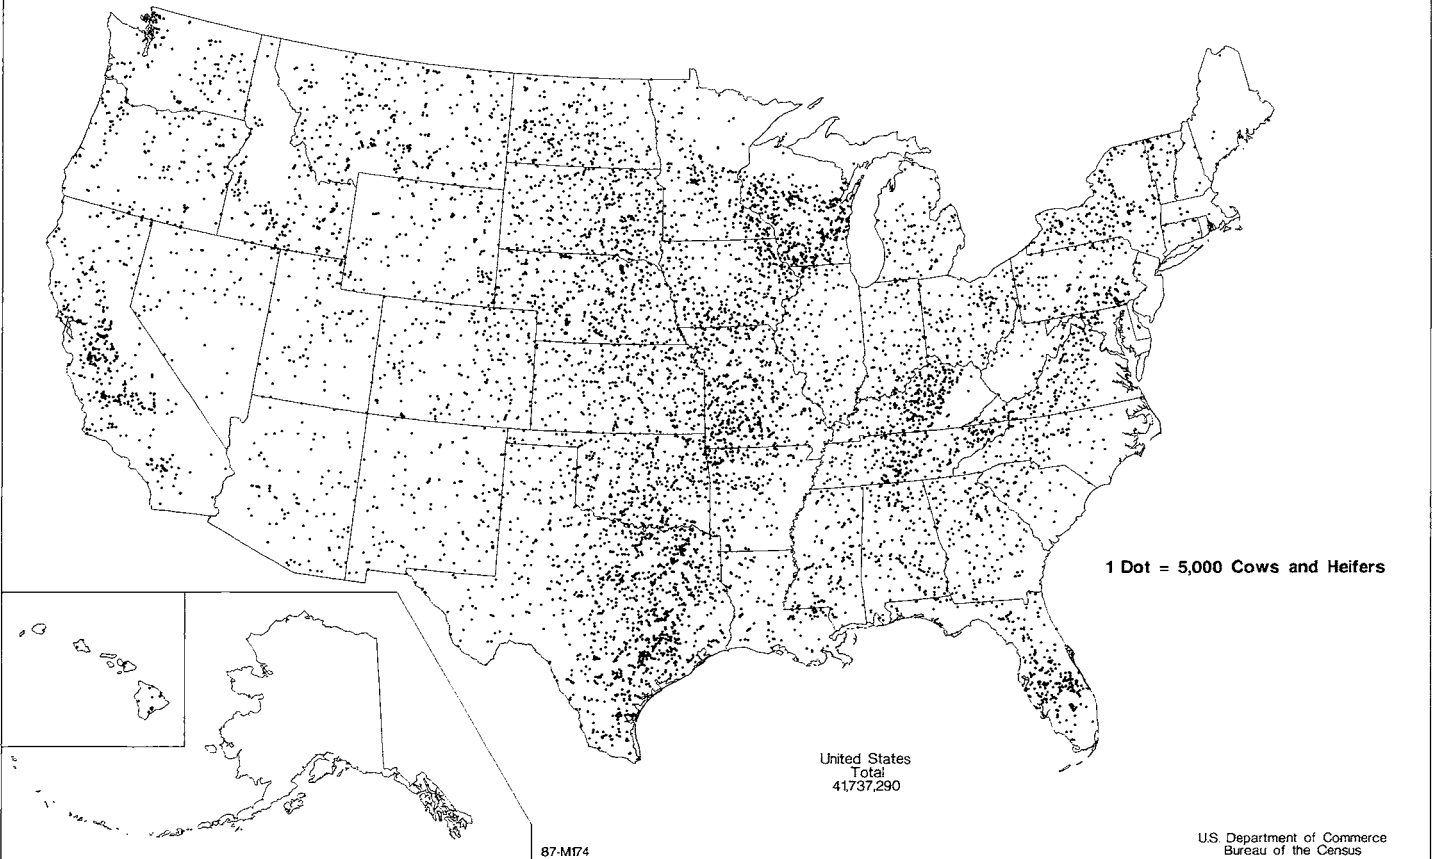 1 Dot = 5,000 Cows and Heifers
United States
Total
41,737,290
87-M174
U.S. Department of Commerce
Bureau of the Census